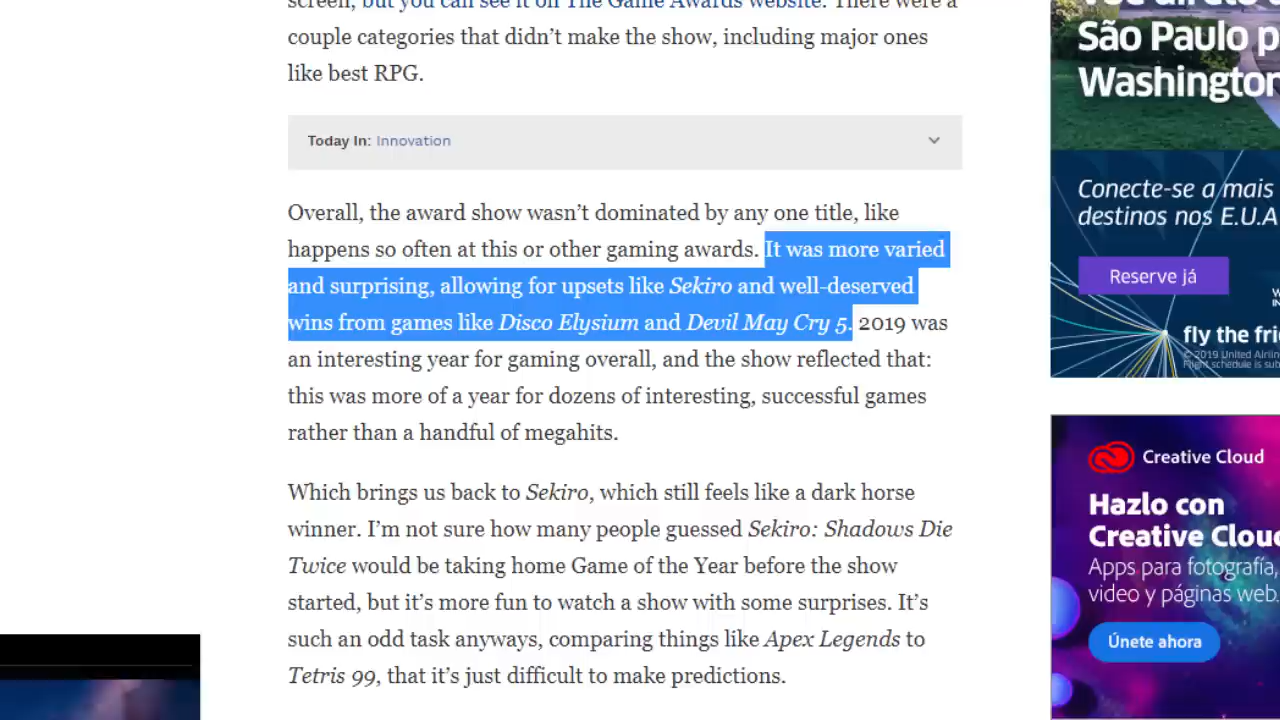 screen, but you can see it on The Game Awards website. There were a
couple categories that didn’t make the show, including major ones
like best RPG.
Today In: Innovation
Overall, the award show wasn’t dominated by any one title, like
happens so often at this or other gaming awards. It was more varied
and surprising, allowing for upsets like Sekiro and well-deserved
wins from games like Disco Elysium and Devil May Cry 5. 2019 was
an interesting year for gaming overall, and the show reflected that:
this was more of a year for dozens of interesting, successful games
rather than a handful of megahits.
Which brings us back to Sekiro, which still feels like a dark horse
winner. I’m not sure how many people guessed Sekiro: Shadows Die
Twice would be taking home Game of the Year before the show
started, but it’s more fun to watch a show with some surprises. It’s
such an odd task anyways, comparing things like Apex Legends to
Tetris 99, that it’s just difficult to make predictions.
São Paulo p
Washington
Conecte-se a mais
destinos nos E.U.A
Reserve já
fly the frie
© 2019 United Airlin
Flight schedule is sub
Creative Cloud
Hazlo con
Creative Cloud
Apps para fotografía,
video y páginas web.
Únete ahora